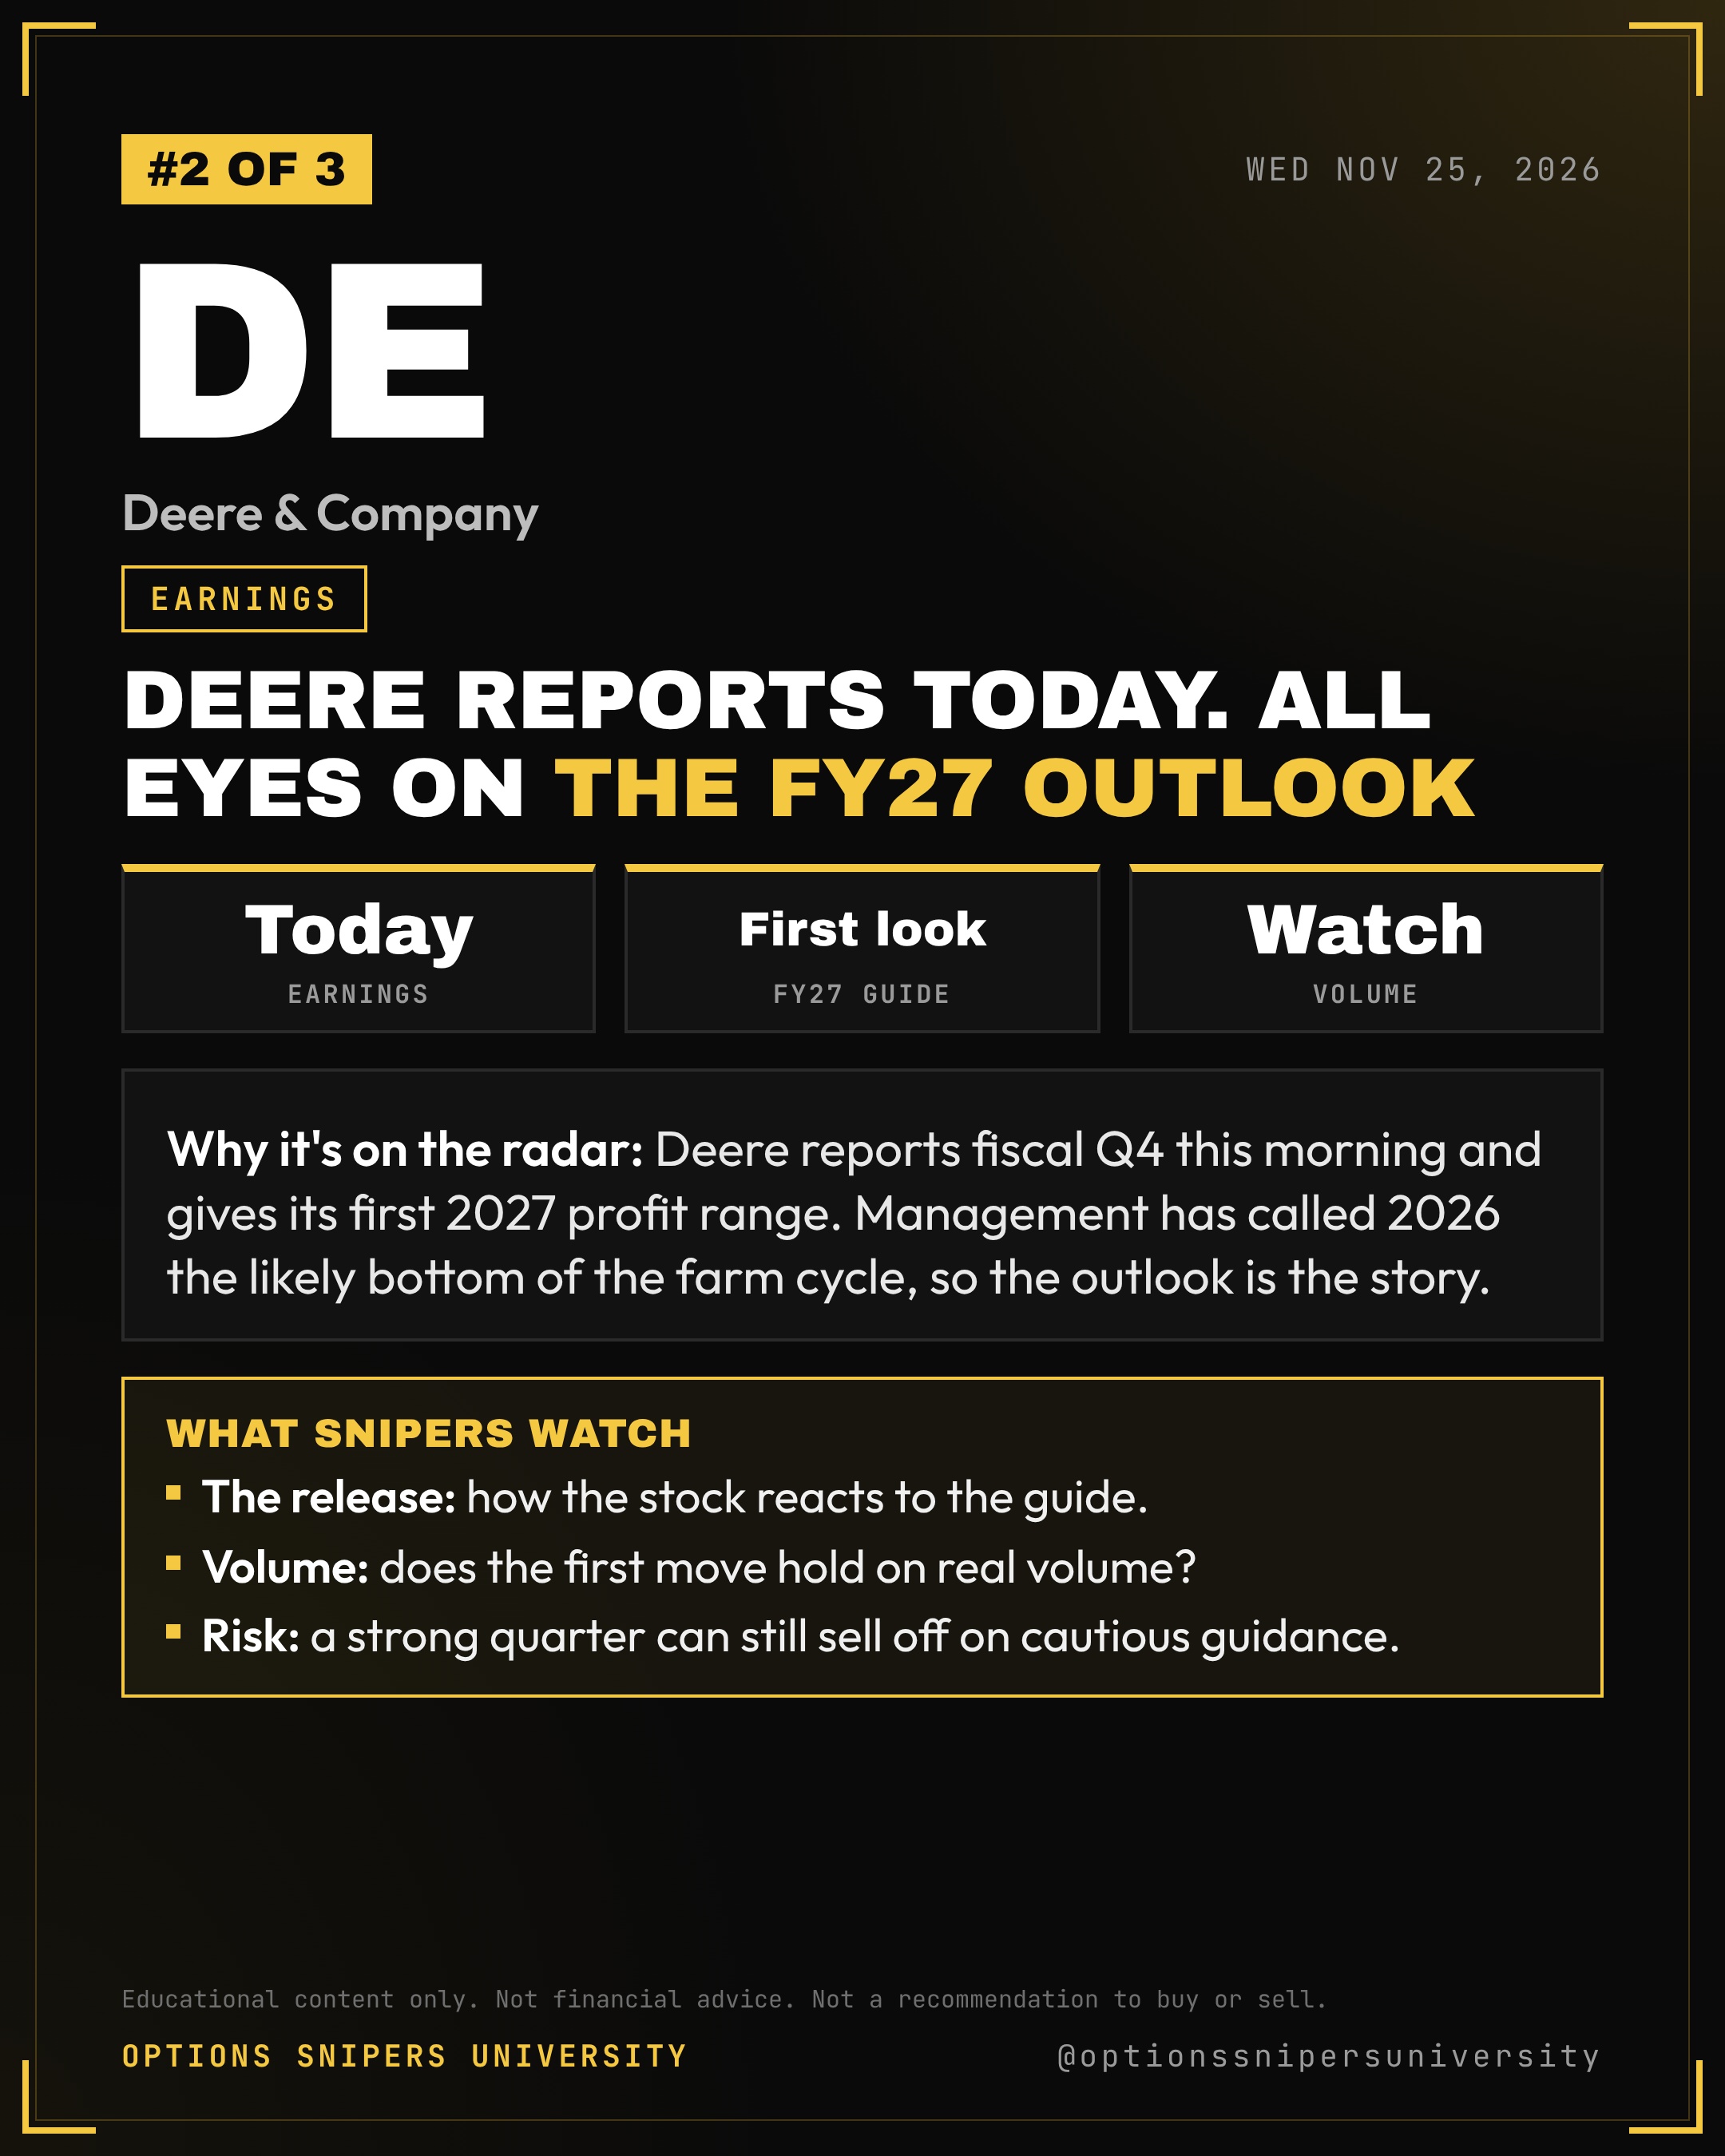 #2 OF 3
WED NOV 25, 2026
DE
Deere & Company
EARNINGS
DEERE REPORTS TODAY. ALL
EYES ON THE FY27 OUTLOOK
Today
EARNINGS
First look
FY27 GUIDE
Watch
VOLUME
Why it's on the radar: Deere reports fiscal Q4 this morning and
gives its first 2027 profit range. Management has called 2026
the likely bottom of the farm cycle, so the outlook is the story.
WHAT SNIPERS WATCH
The release: how the stock reacts to the guide.
Volume: does the first move hold on real volume?
Risk: a strong quarter can still sell off on cautious guidance.
Educational content only. Not financial advice. Not a recommendation to buy or sell.
OPTIONS SNIPERS UNIVERSITY
@optionssnipersuniversity